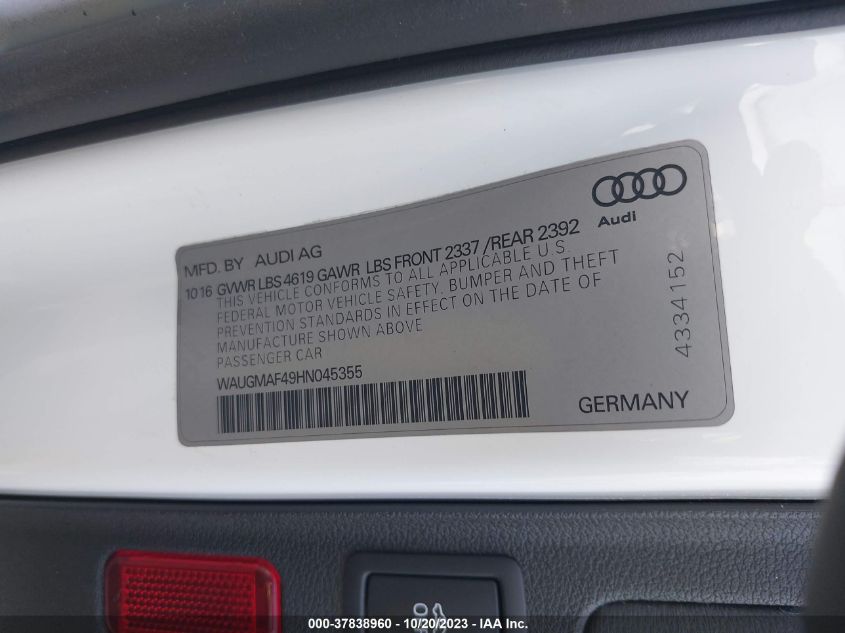 Audi
MFD. BY AUDI AG
1016 GVWR LBS 4619 GAWR LBS FRONT 2337 /REAR 2392
THIS VEHICLE CONFORMS TO ALL APPLICABLE U.S.
FEDERAL MOTOR VEHICLE SAFETY, BUMPER AND THEFT
PREVENTION STANDARDS IN EFFECT ON THE DATE OF
MANUFACTURE SHOWN ABOVE
PASSENGER CAR
WAUGMAF49HN045355
GERMANY
4334152
000-37838960 - 10/20/2023 - IAA Inc.